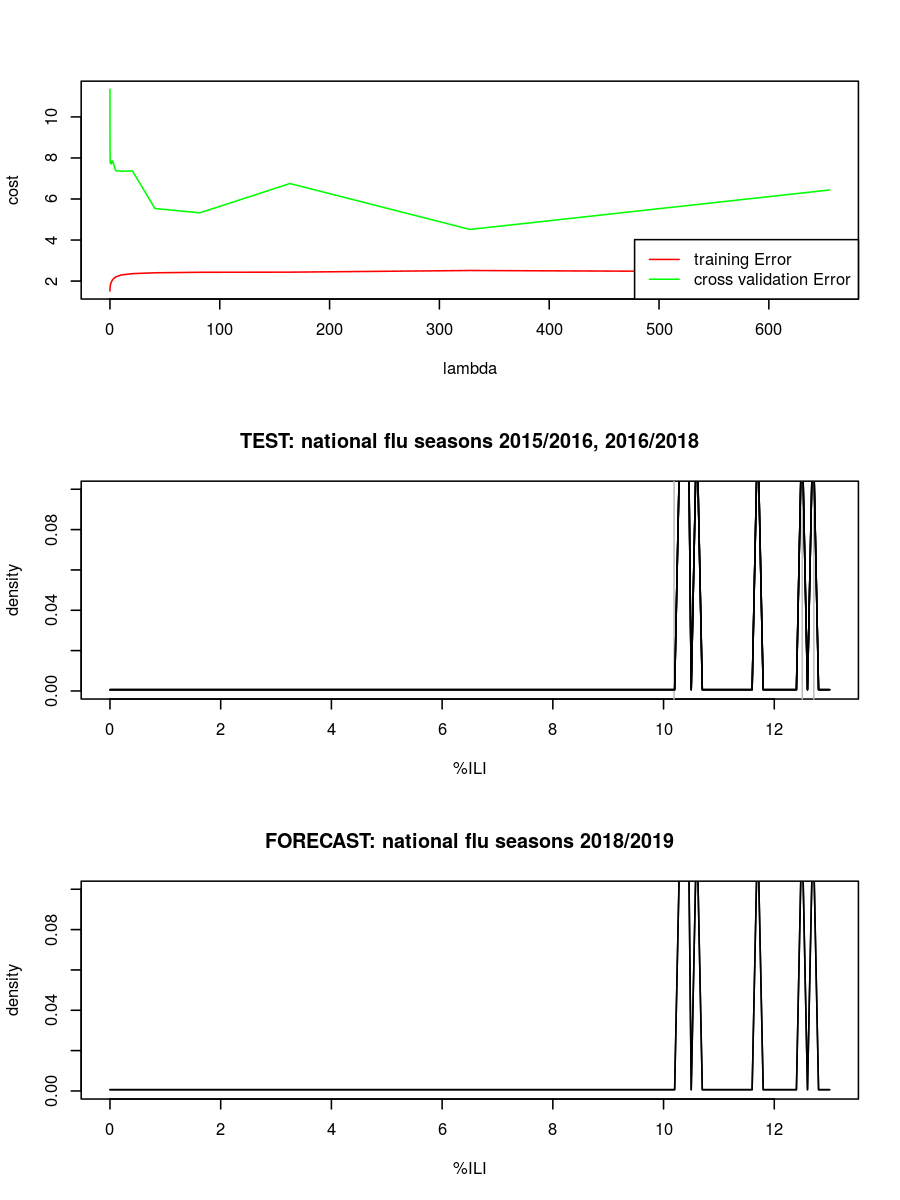 10
8
6
4
2
cost
training Error
cross validation Error
0 100 200 300 400 500 600
lambda
TEST: national flu seasons 2015/2016, 2016/2018
0.08
0.04
0.00
density
0 2 4 6 8 10 12
%ILI
FORECAST: national flu seasons 2018/2019
0.08
0.04
0.00
density
0 2 4 6 8 10 12
%ILI